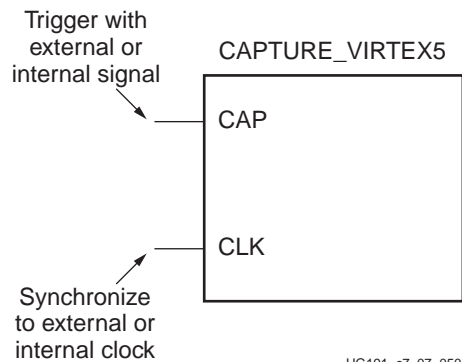 Trigger with
external or
internal signal
CAPTURE_VIRTEX5
CAP
CLK
Synchronize
to external or
internal clock